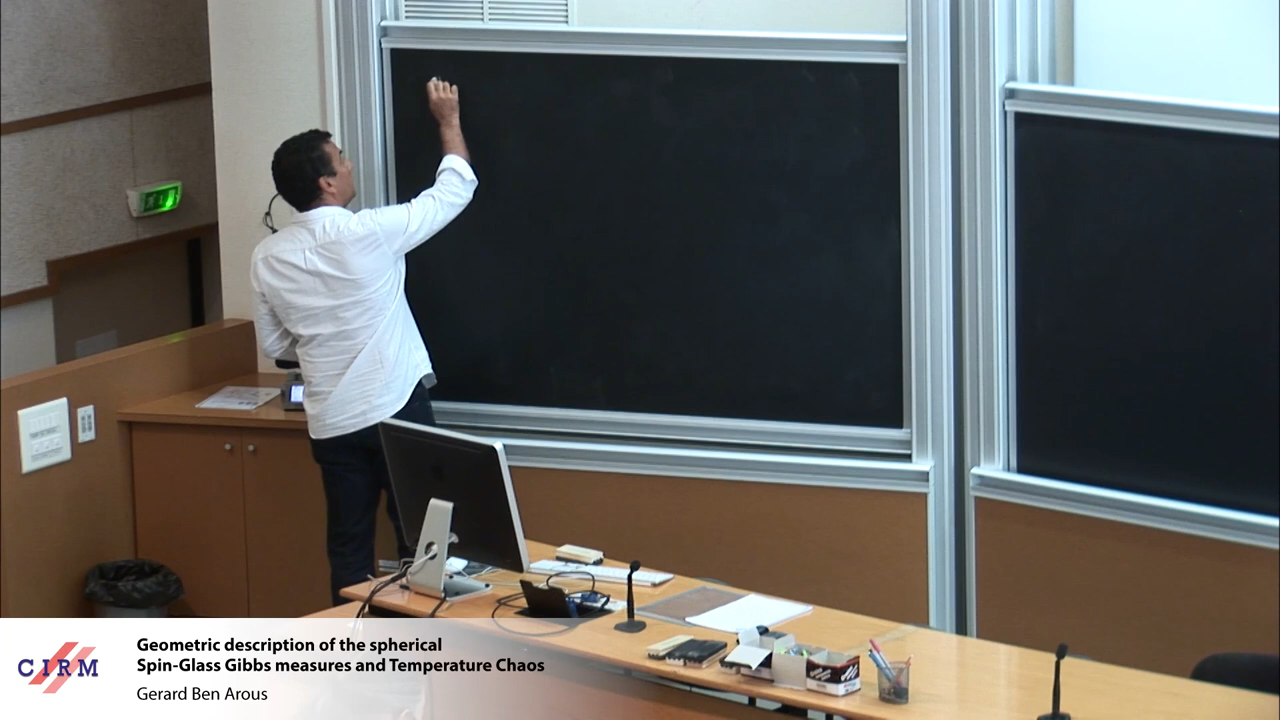 CIRM
Geometric description of the spherical
Spin-Glass Gibbs measures and Temperature Chaos
Gerard Ben Arous